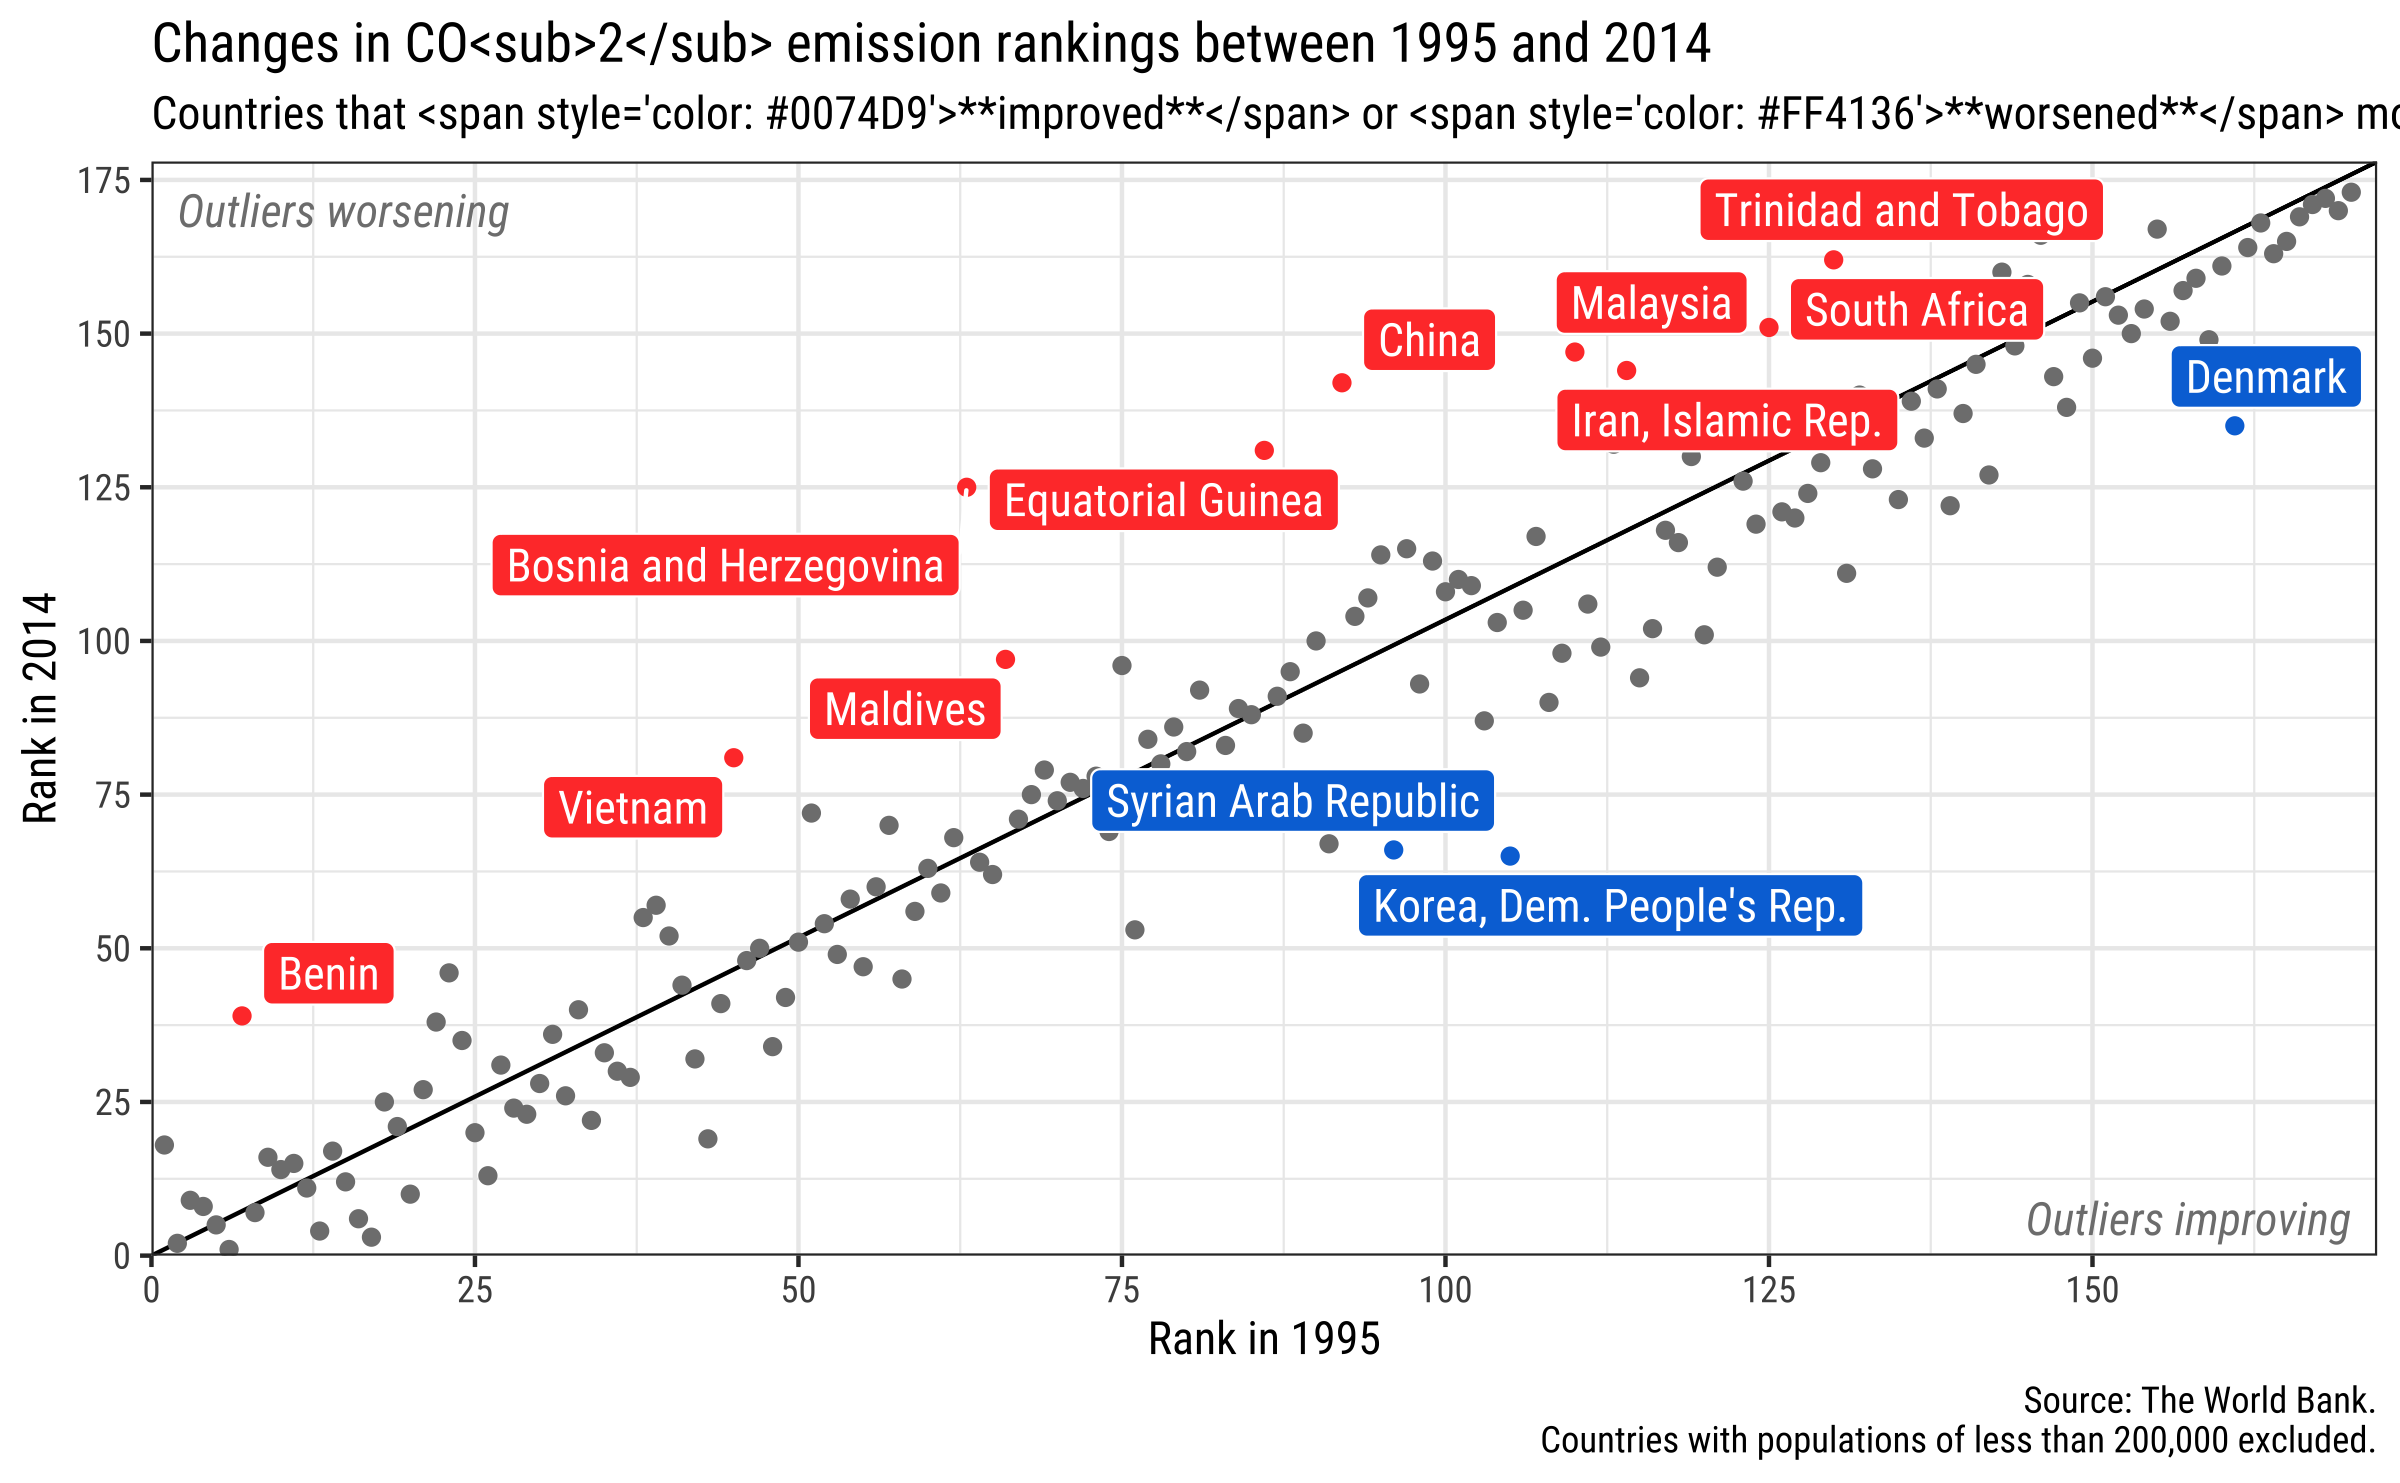 Changes in CO<sub>2</sub> emission rankings between 1995 and 2014
Countries that <span style='color: #0074D9'>**improved**</span> or <span style='color: #FF4136'>**worsened**</span>
175
Outliers worsening
Trinidad and Tobago
Malaysia
South Africa
China
150
Denmark
Iran, Islamic Rep.
125
Equatorial Guinea
Bosnia and Herzegovina
Rank in 2014
100
Maldives
75
Vietnam
Syrian Arab Republic
Korea, Dem. People's Rep.
50
Benin
25
Outliers improving
0
0 25 50 75 100 125 150
Rank in 1995
Source: The World Bank.
Countries with populations of less than 200,000 excluded.